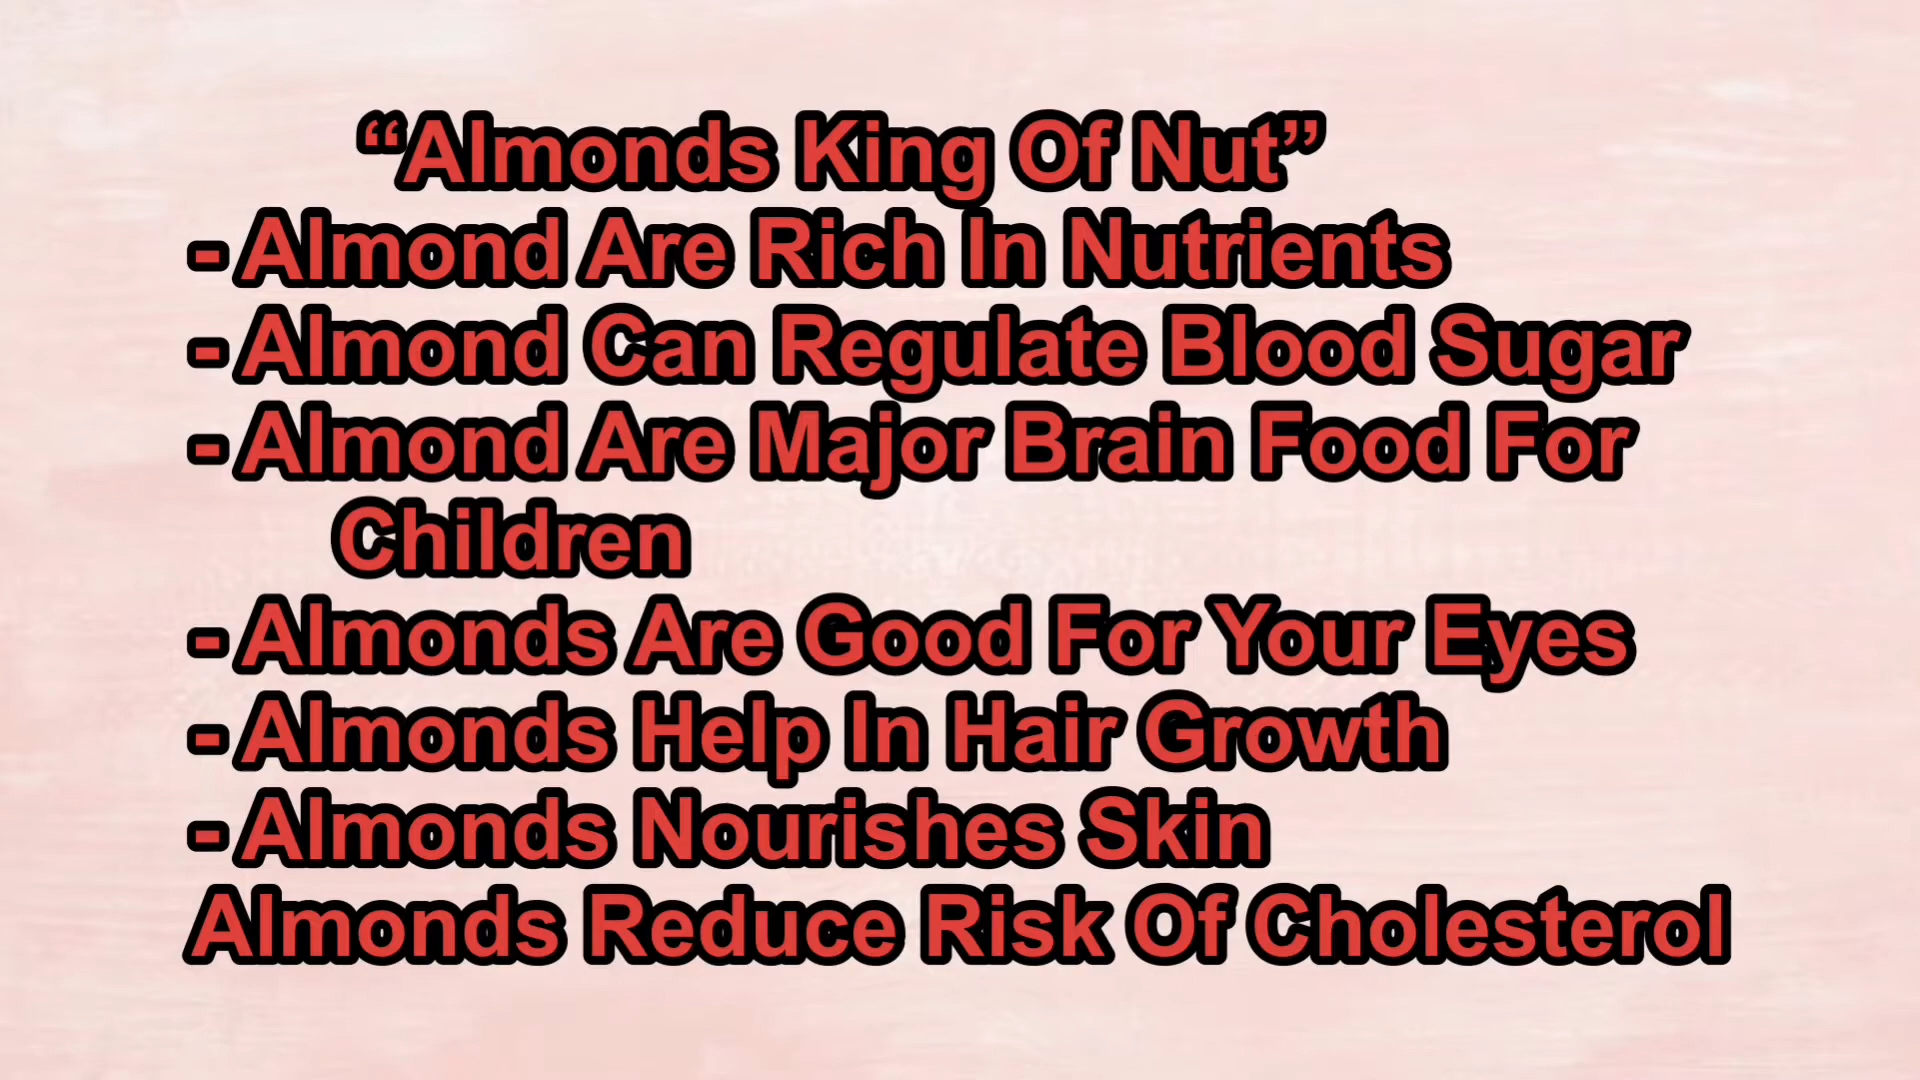 “Almonds King Of Nut”
- Almond Are Rich In Nutrients
- Almond Can Regulate Blood Sugar
- Almond Are Major Brain Food For
Children
- Almonds Are Good For Your Eyes
- Almonds Help In Hair Growth
- Almonds Nourishes Skin
Almonds Reduce Risk Of Cholesterol